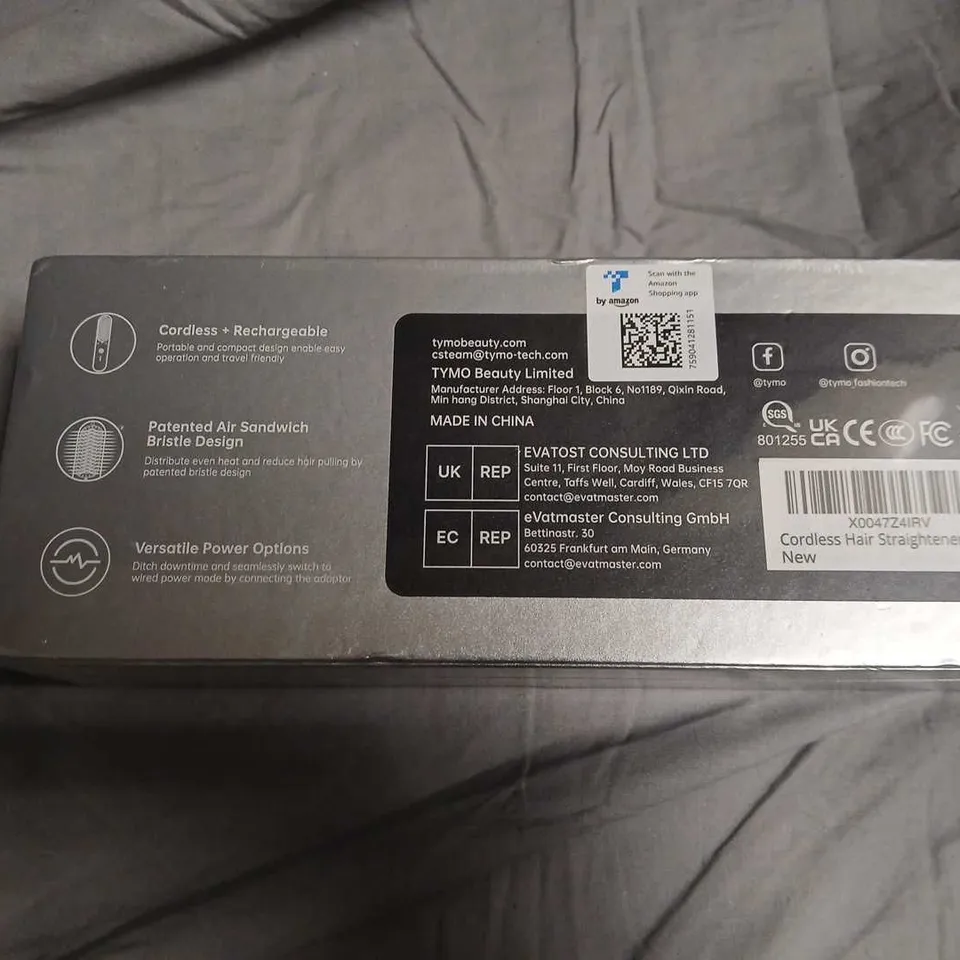 Cordless + Rechargeable
Portable and compact design enable easy
operation and travel friendly
Patented Air Sandwich
Bristle Design
Distribute even heat and reduce hair pulling by
patented bristle design
Versatile Power Options
Ditch downtime and seamlessly switch to
wired power mode by connecting the adaptor
by amazon
Scan with the
Amazon
Shopping app
759041281151
tymobeauty.com
csteam@tymo-tech.com
TYMO Beauty Limited
Manufacturer Address: Floor 1, Block 6, No1189, Qixin Road,
Min hang District, Shanghai City, China
MADE IN CHINA
UK REP
EVATOST CONSULTING LTD
Suite 11, First Floor, Moy Road Business
Centre, Taffs Well, Cardiff, Wales, CF15 7QR
contact@evatmaster.com
EC REP
eVatmaster Consulting GmbH
Bettinastr. 30
60325 Frankfurt am Main, Germany
contact@evatmaster.com
@tymo
@tymo_fashiontech
SGS
801255
UK
CA
CE
CCC
FC
X0047Z4IRV
Cordless Hair Straightener
New